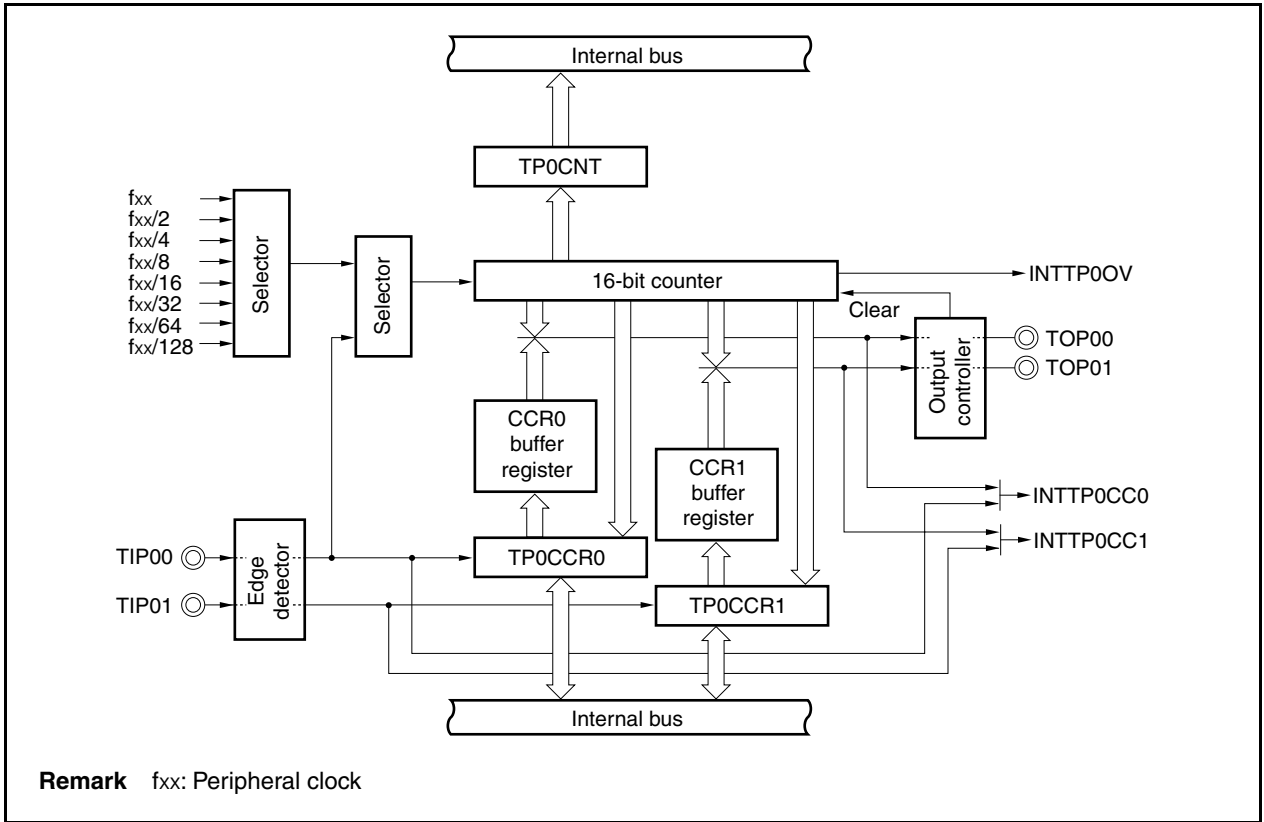 Internal bus
TP0CNT
fxx
fxx/2
fxx/4
fxx/8
fxx/16
fxx/32
fxx/64
fxx/128
Selector
Selector
16-bit counter
INTTP0OV
Clear
Output
controller
TOP00
TOP01
CCR0
buffer
register
CCR1
buffer
register
INTTP0CC0
INTTP0CC1
TIP00
TIP01
Edge
detector
TP0CCR0
TP0CCR1
Internal bus
Remark fxx: Peripheral clock